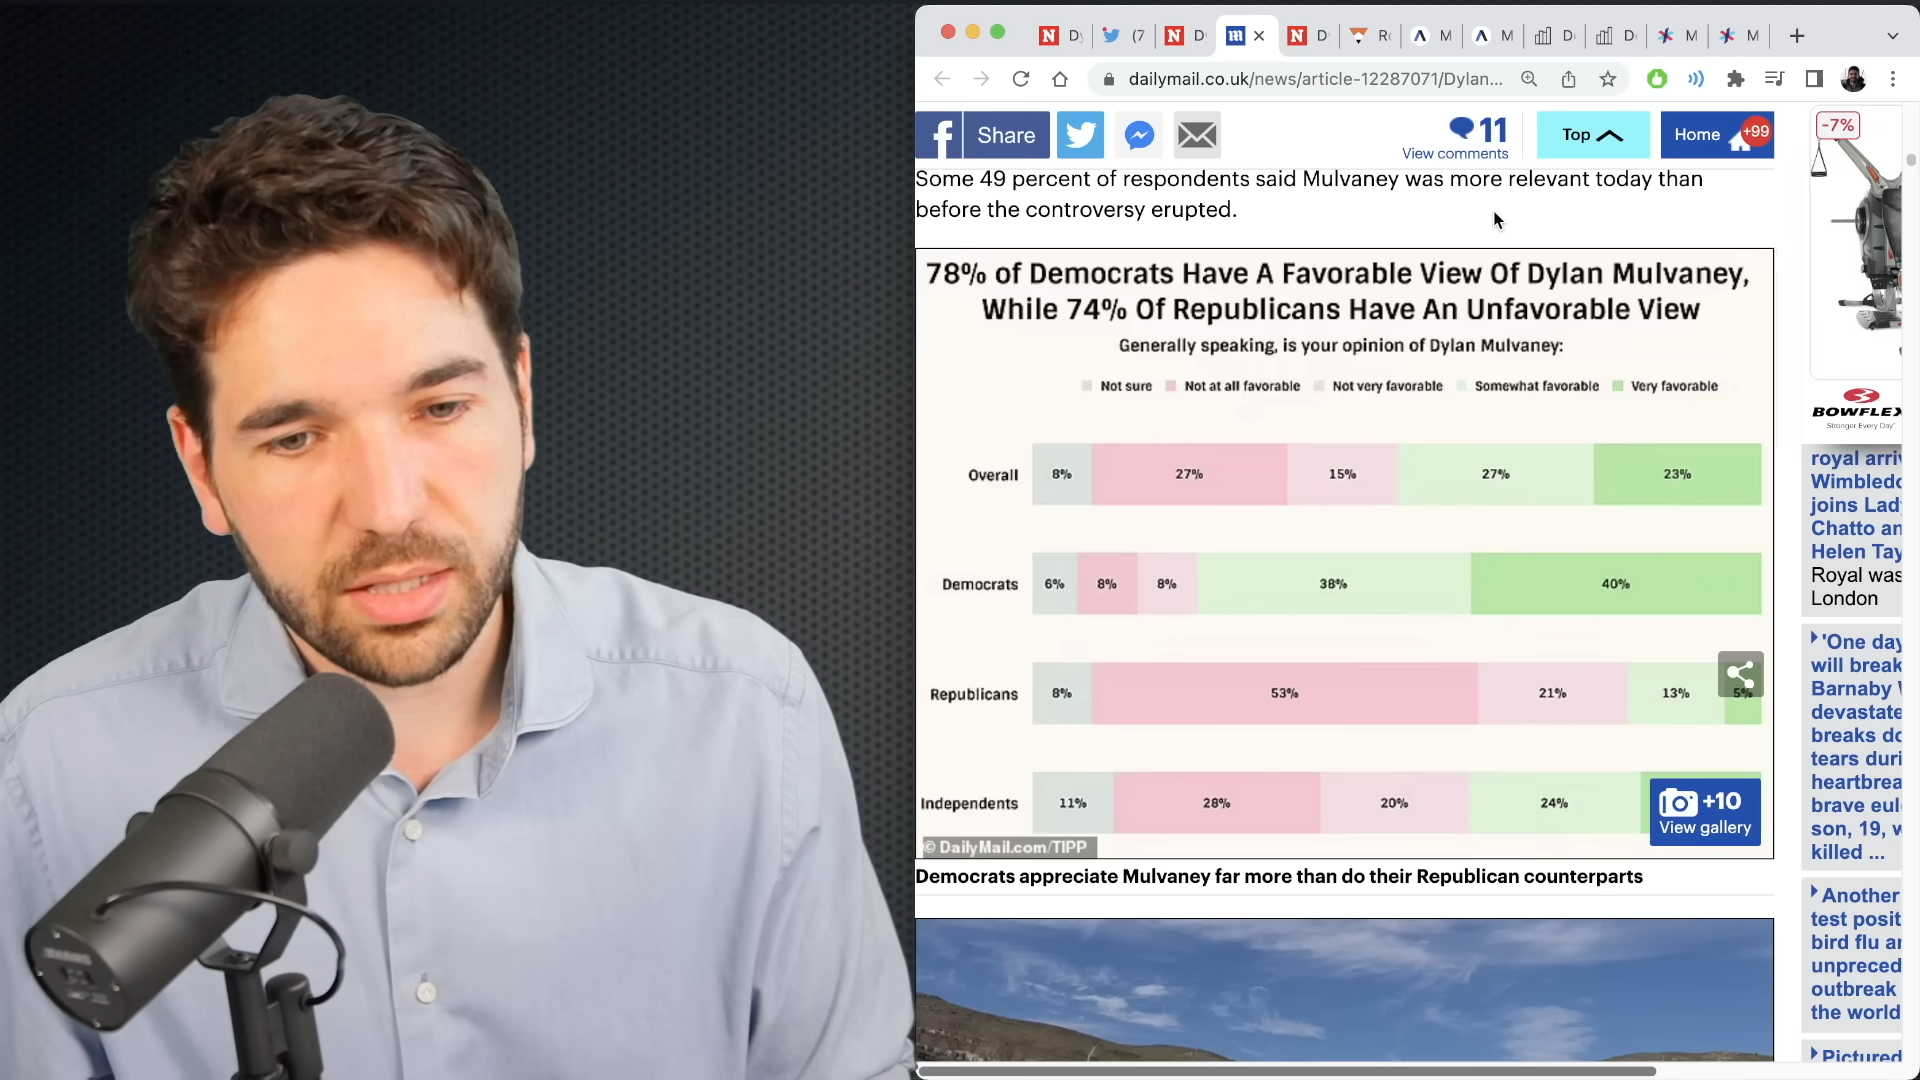 N D
(7
N D
m
N D
R
M
M
D
D
M
M
dailymail.co.uk/news/article-12287071/Dylan...
f Share
11
View comments
Top
Home +99
-7%
Some 49 percent of respondents said Mulvaney was more relevant today than
before the controversy erupted.
78% of Democrats Have A Favorable View Of Dylan Mulvaney,
While 74% Of Republicans Have An Unfavorable View
Generally speaking, is your opinion of Dylan Mulvaney:
Not sure Not at all favorable Not very favorable Somewhat favorable Very favorable
Overall 8% 27% 15% 27% 23%
Democrats 6% 8% 8% 38% 40%
Republicans 8% 53% 21% 13% 5%
Independents 11% 28% 20% 24%
+10
View gallery
© DailyMail.com/TIPP
Democrats appreciate Mulvaney far more than do their Republican counterparts
BOWFLEX
Stronger Every Day
royal arri
Wimbled
joins Lad
Chatto an
Helen Tay
Royal was
London
'One day
will break
Barnaby
devastate
breaks do
tears duri
heartbrea
brave eul
son, 19, w
killed ...
Another
test posit
bird flu a
unpreced
outbreak
the world
Pictured